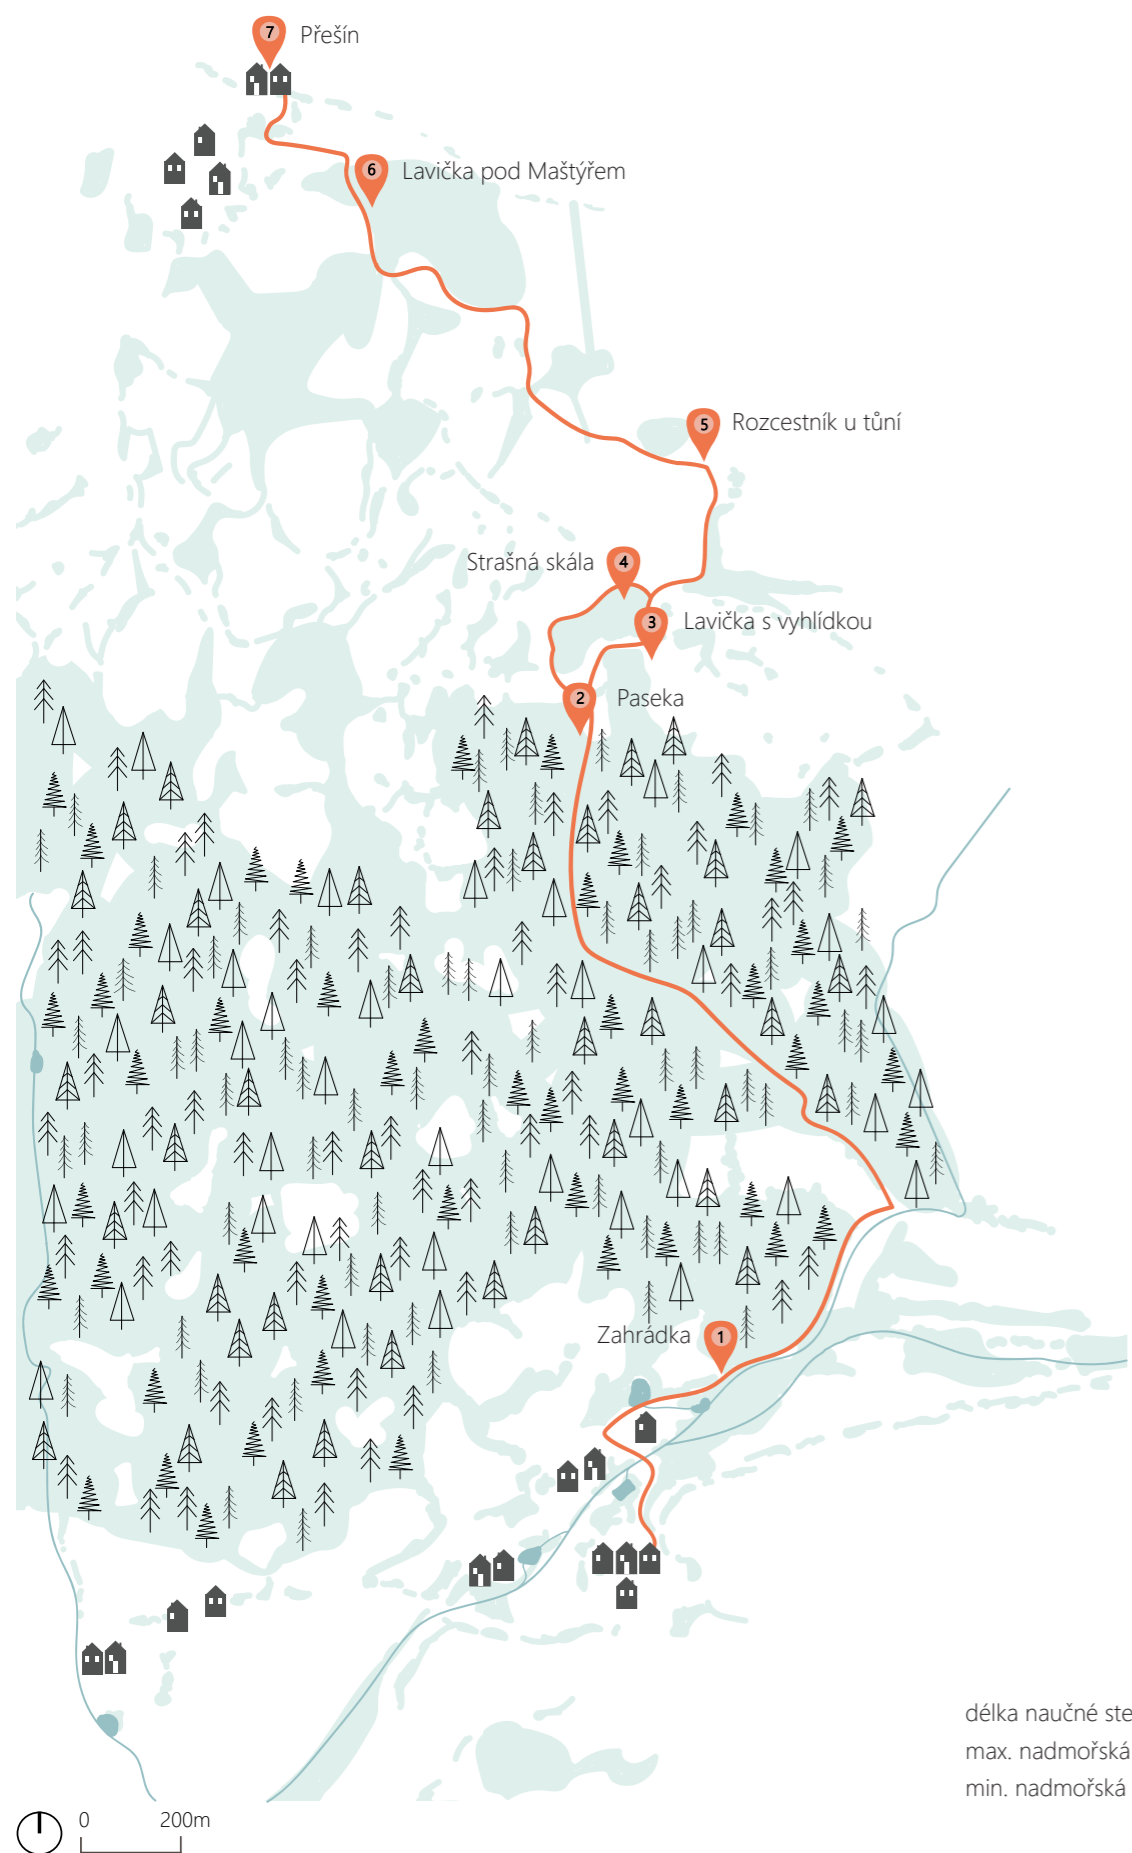 7 Přešín
6 Lavička pod Maštýřem
5 Rozcestník u tůní
Strašná skála 4
3 Lavička s vyhlídkou
2 Paseka
Zahrádka 1
délka naučné ste
max. nadmořská
min. nadmořská
0 200m